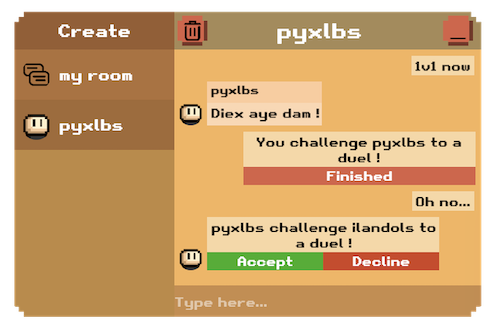 Create
pyxlbs
my room
pyxlbs
1v1 now
pyxlbs
Diex aye dam !
You challenge pyxlbs to a
duel !
Finished
Oh no...
pyxlbs challenge ilandols to
a duel !
Accept
Decline
Type here...